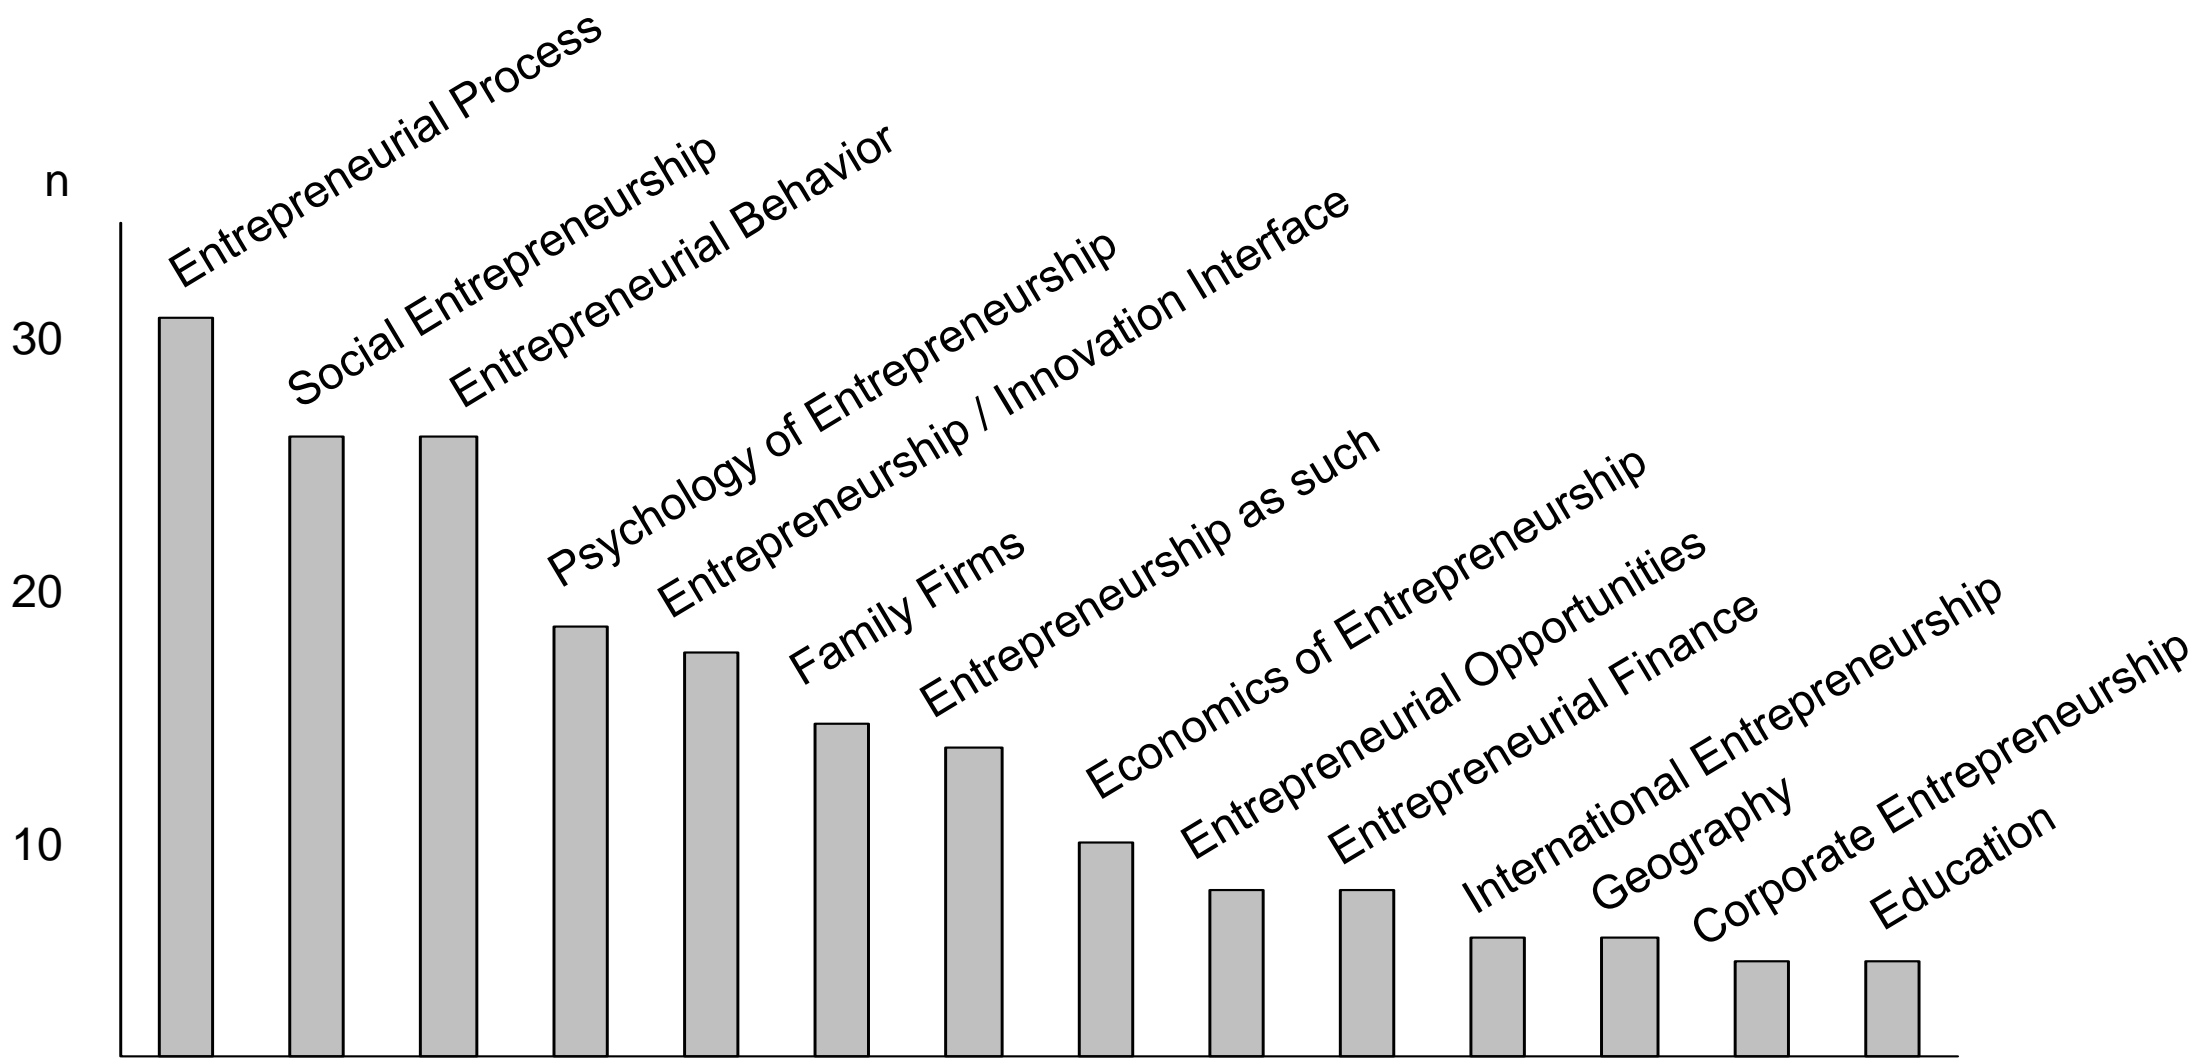 n
30
20
10
Entrepreneurial Process
Social Entrepreneurship
Entrepreneurial Behavior
Psychology of Entrepreneurship
Entrepreneurship / Innovation Interface
Family Firms
Entrepreneurship as such
Economics of Entrepreneurship
Entrepreneurial Opportunities
Entrepreneurial Finance
International Entrepreneurship
Geography
Corporate Entrepreneurship
Education